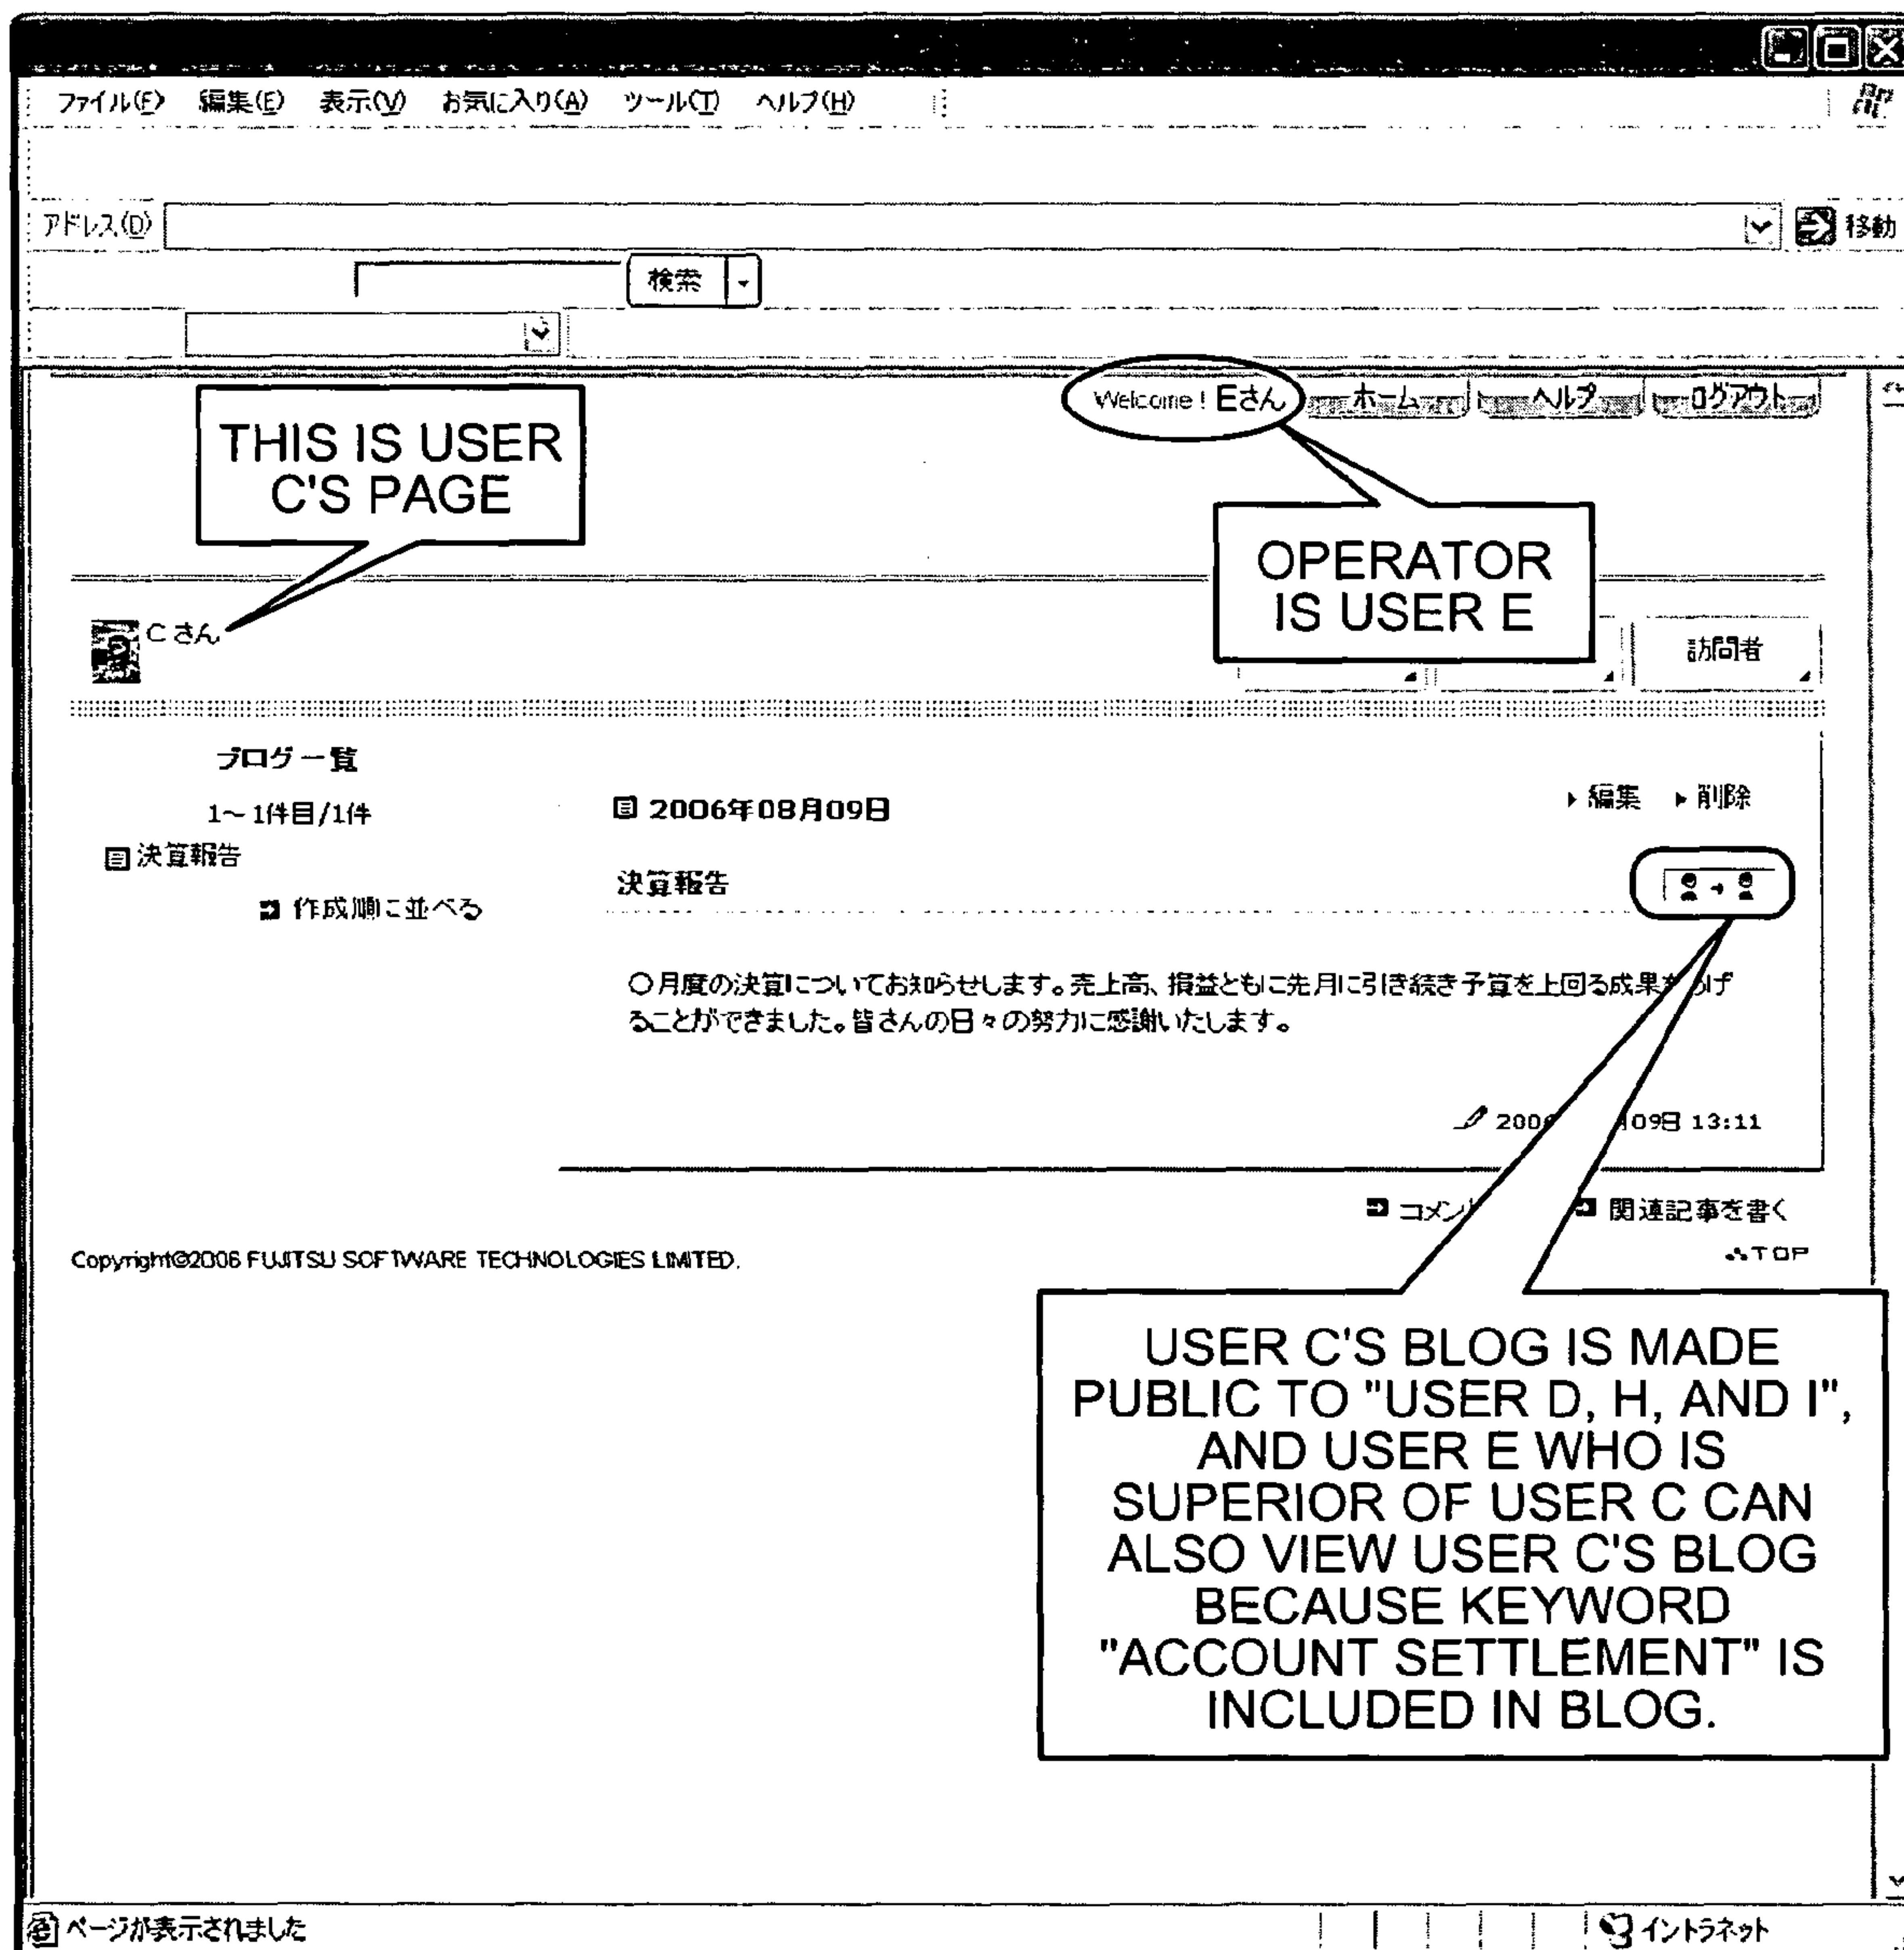 ファイル(F) 編集(E) 表示(V) お気に入り(A) ツール(T) ヘルプ(H)
アドレス(D) 移動
検索
Welcome ! Eさん ホーム ヘルプ ログアウト
THIS IS USER
C'S PAGE
OPERATOR
IS USER E
C さん
訪問者
ブログ一覧
1~1件目/1件
決算報告
作成順に並べる
2006年08月09日
編集 削除
決算報告
〇月度の決算についてお知らせします。売上高、損益ともに先月に引き続き予算を上回る成果を
ることができました。皆さんの日々の努力に感謝いたします。
09日 13:11
関連記事を書く
TOP
Copyright©2006 FUJITSU SOFTWARE TECHNOLOGIES LIMITED.
USER C'S BLOG IS MADE
PUBLIC TO "USER D, H, AND I",
AND USER E WHO IS
SUPERIOR OF USER C CAN
ALSO VIEW USER C'S BLOG
BECAUSE KEYWORD
"ACCOUNT SETTLEMENT" IS
INCLUDED IN BLOG.
ページが表示されました
イントラネット